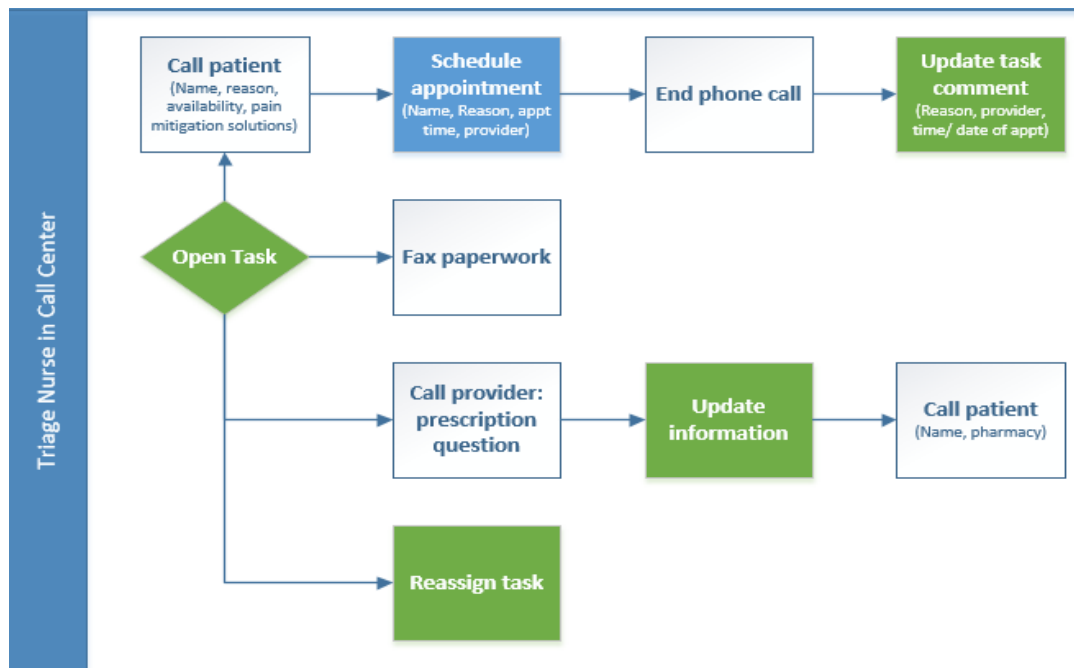 Triage Nurse in Call Center
Call patient
(Name, reason,
availability, pain
mitigation solutions)
Schedule
appointment
(Name, Reason, appt
time, provider)
End phone call
Update task
comment
(Reason, provider,
time/ date of appt)
Open Task
Fax paperwork
Call provider:
prescription
question
Update
information
Call patient
(Name, pharmacy)
Reassign task